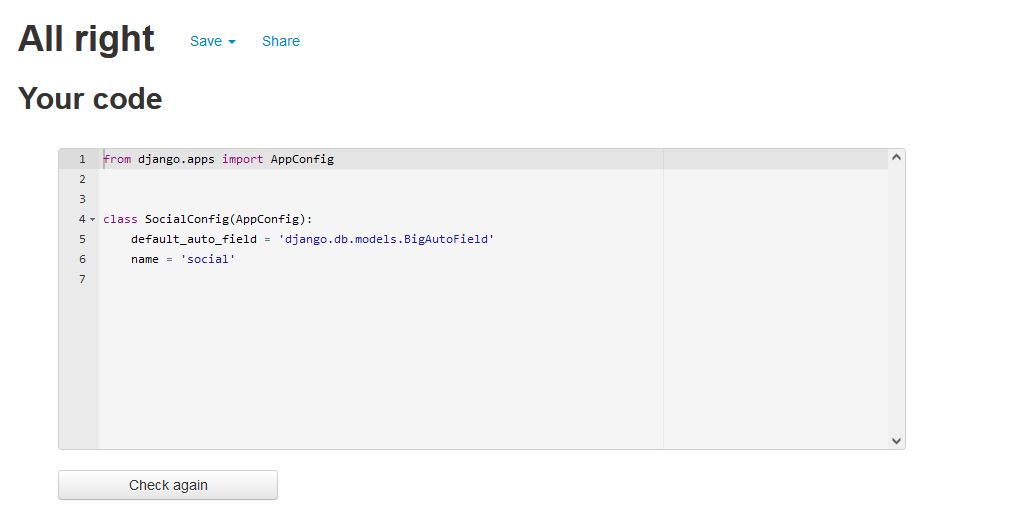 All right Save Share
Your code
1 from django.apps import AppConfig
2
3
4 class SocialConfig(AppConfig):
5     default_auto_field = 'django.db.models.BigAutoField'
6     name = 'social'
7
Check again